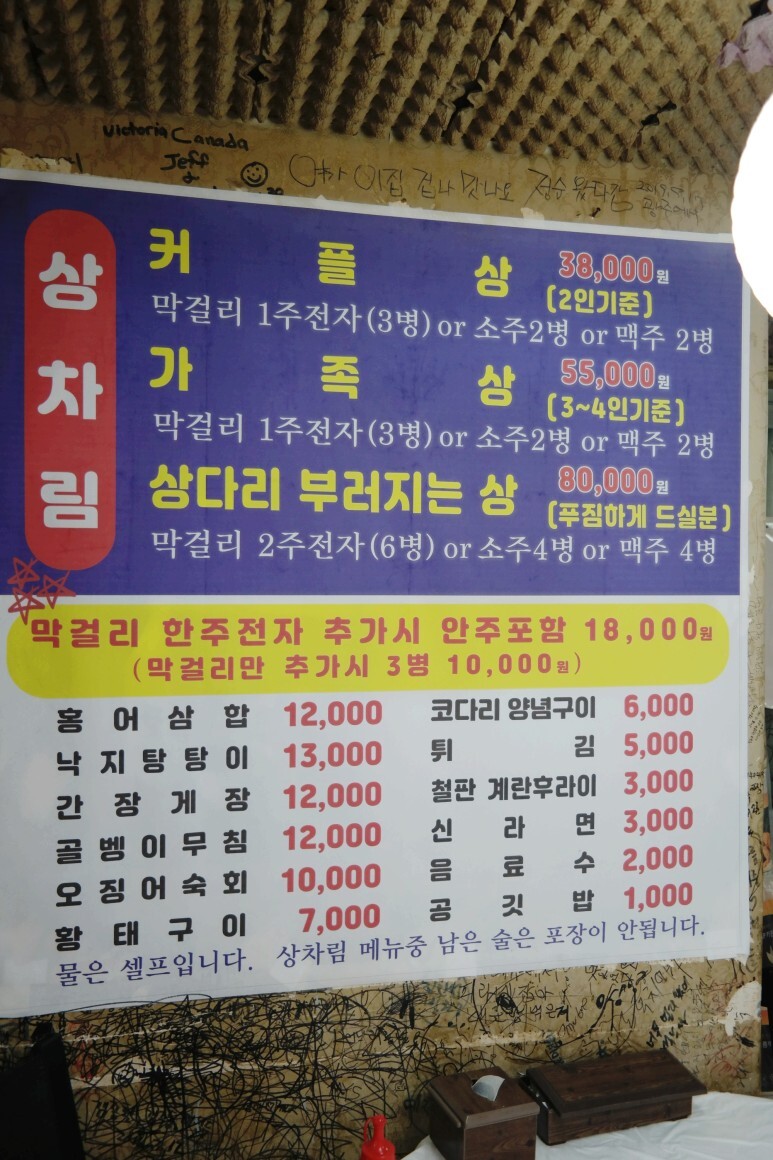 Victoria Canada
Jeff
상차림
커플상 38,000원
(2인기준)
막걸리 1주전자(3병) or 소주2병 or 맥주 2병
가족상 55,000원
(3~4인기준)
막걸리 1주전자(3병) or 소주2병 or 맥주 2병
상다리 부러지는 상 80,000원
(푸짐하게 드실분)
막걸리 2주전자(6병) or 소주4병 or 맥주 4병
막걸리 한주전자 추가시 안주포함 18,000원
(막걸리만 추가시 3병 10,000원)
홍어삼합 12,000
낙지탕탕이 13,000
간장게장 12,000
골벵이무침 12,000
오징어숙회 10,000
황태구이 7,000
코다리 양념구이 6,000
튀김 5,000
철판 계란후라이 3,000
신라면 3,000
음료수 2,000
공깃밥 1,000
물은 셀프입니다. 상차림 메뉴중 남은 술은 포장이 안됩니다.